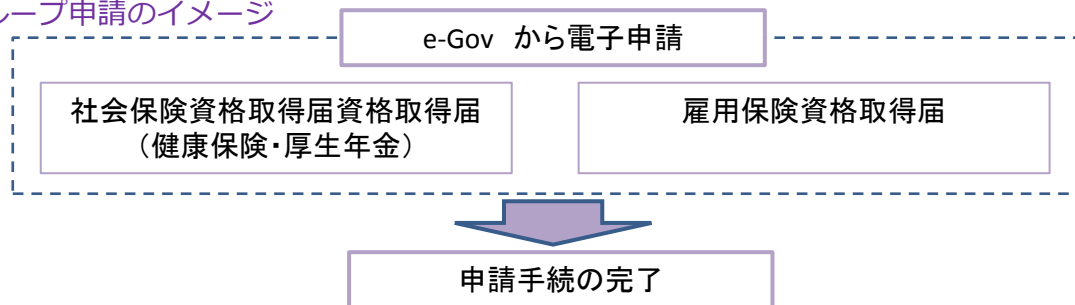 ループ申請のイメージ
e-Gov から電子申請
社会保険資格取得届資格取得届
（健康保険・厚生年金）
雇用保険資格取得届
申請手続の完了